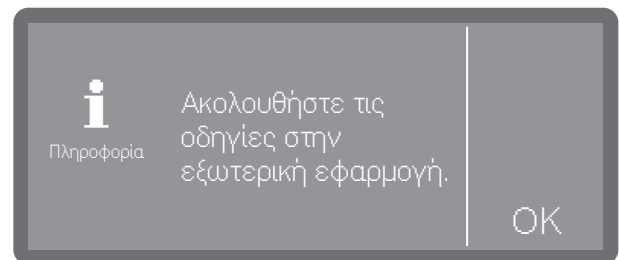 i
Πληροφορία
Ακολουθήστε τις
οδηγίες στην
εξωτερική εφαρμογή.
OK